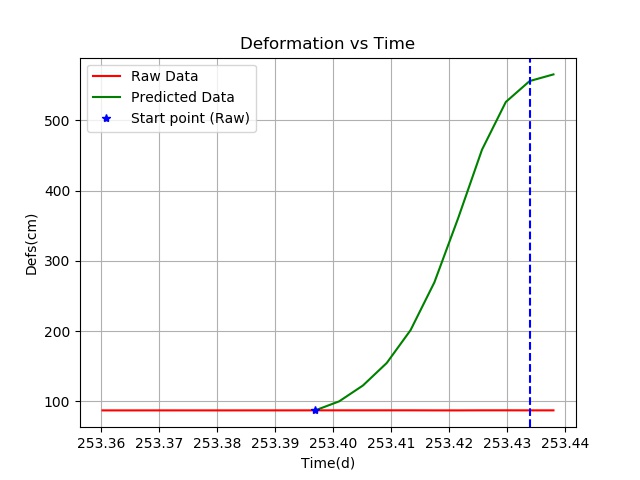 Deformation vs Time
Raw Data
Predicted Data
Start point (Raw)
500
400
300
200
100
Defs(cm)
253.36 253.37 253.38 253.39 253.40 253.41 253.42 253.43 253.44
Time(d)